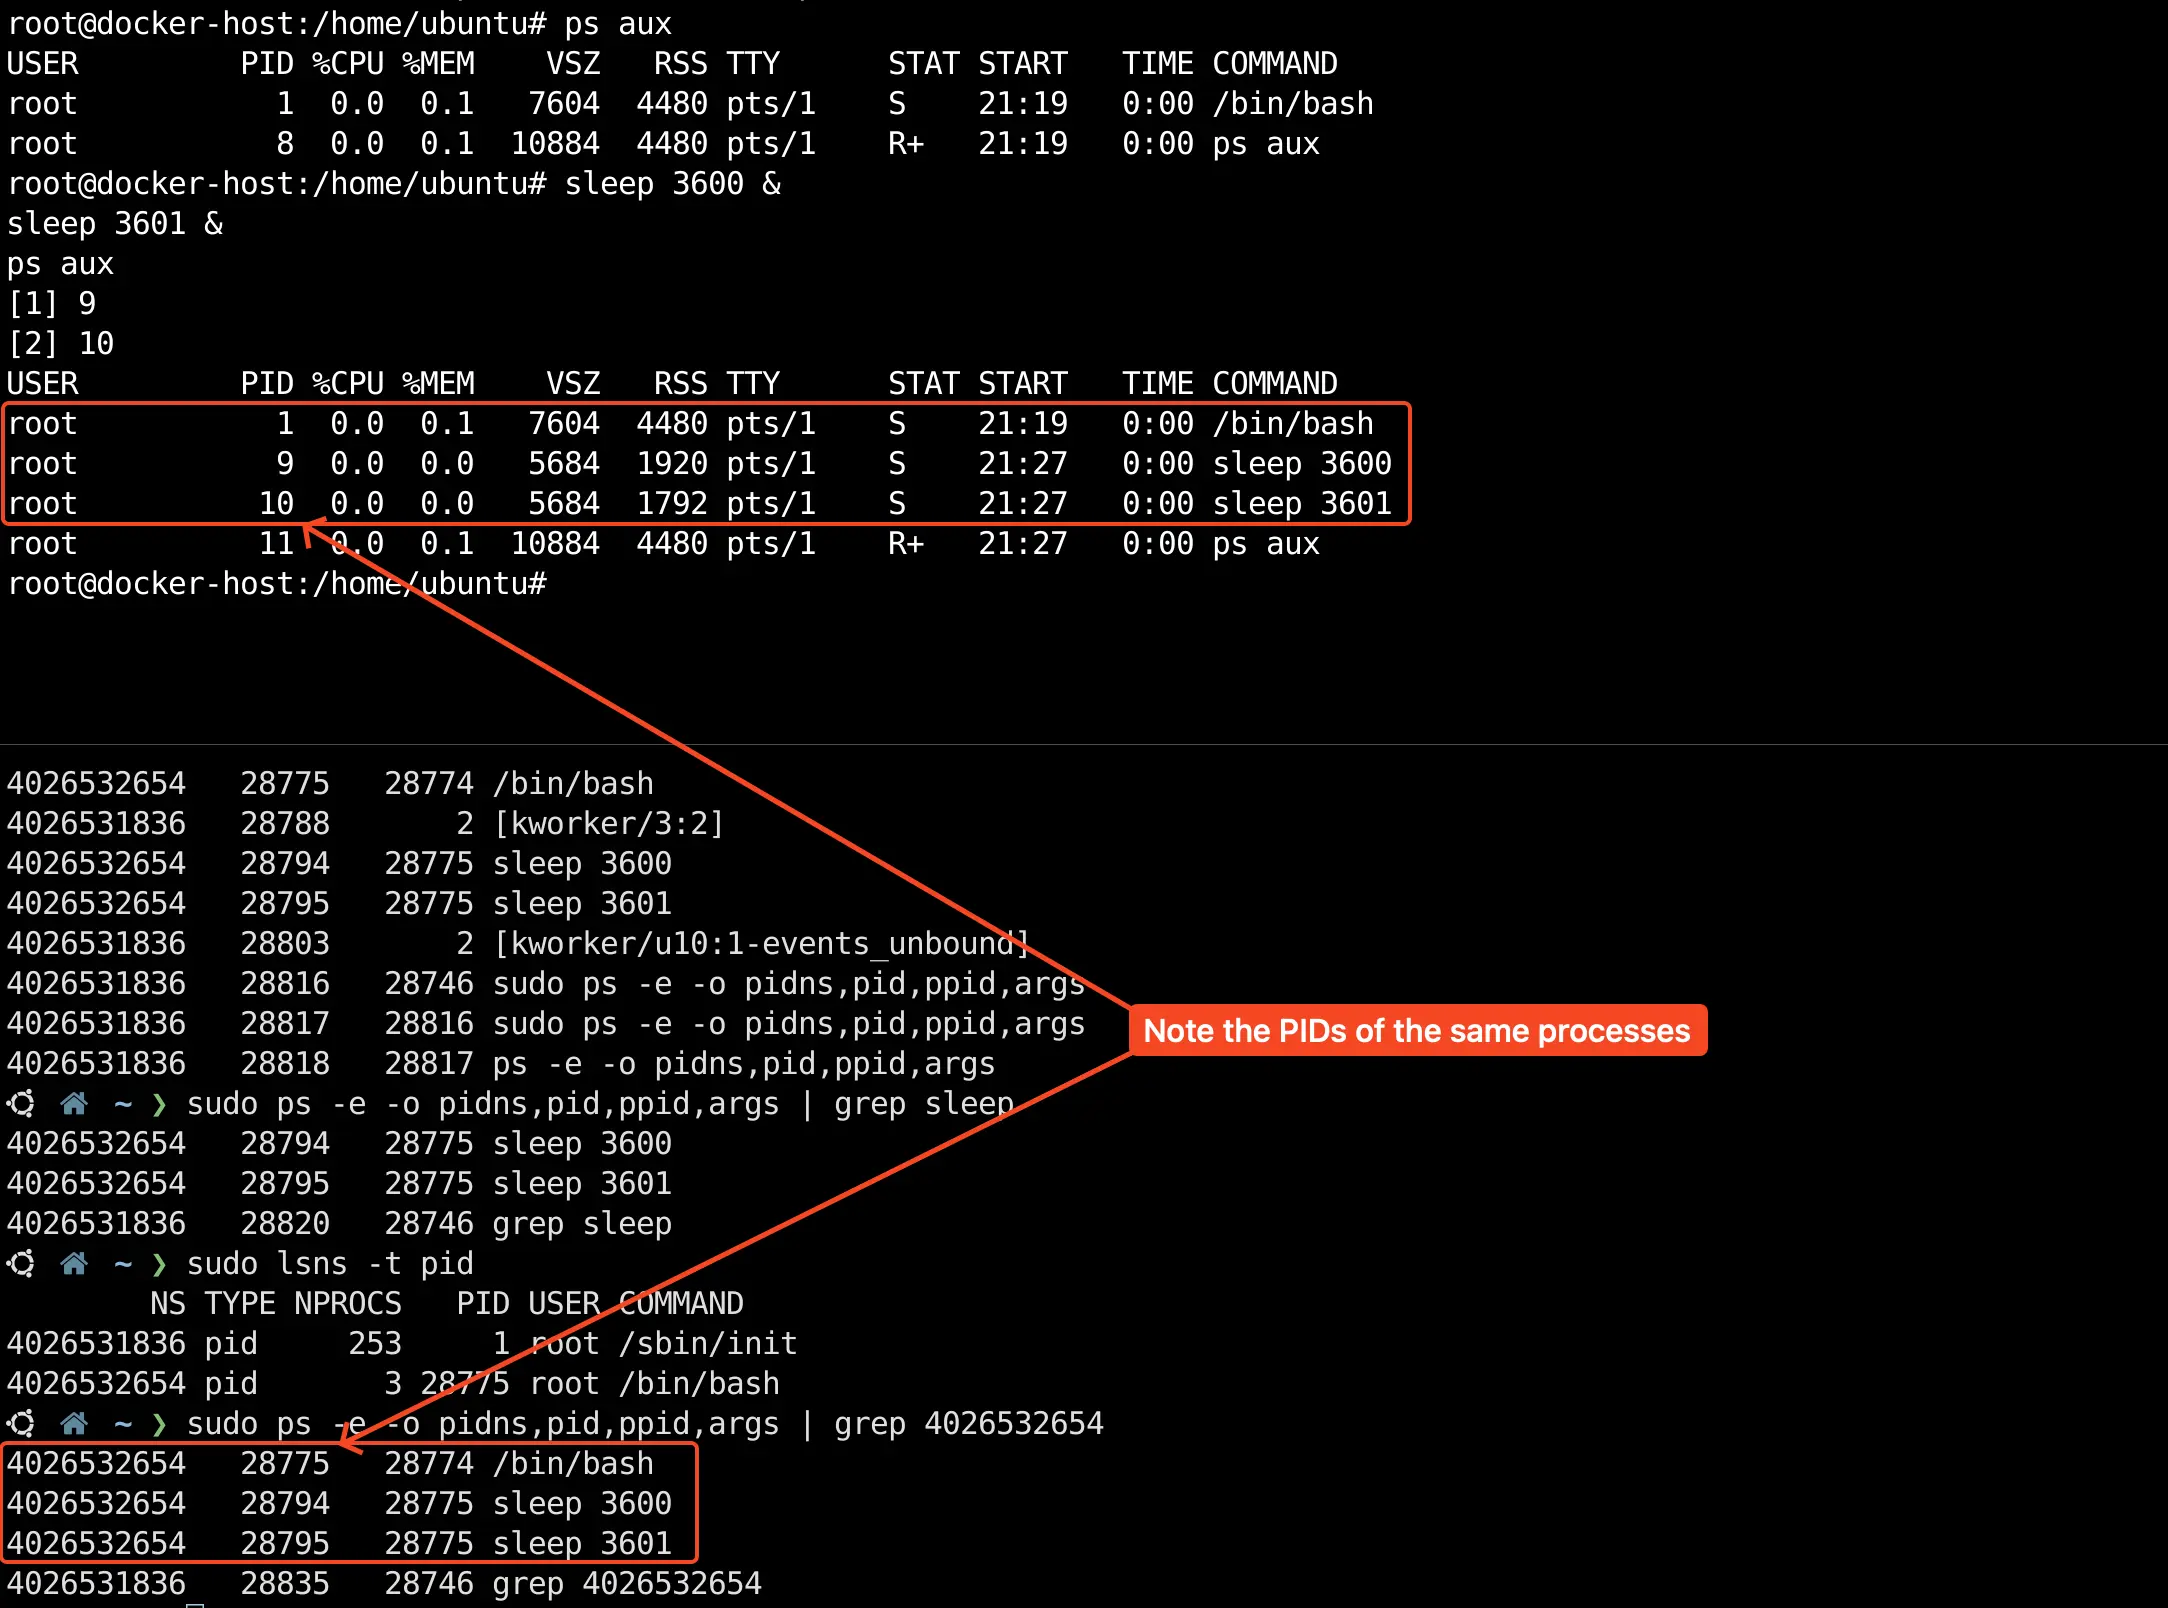 root@docker-host:/home/ubuntu# ps aux
USER         PID %CPU %MEM    VSZ   RSS TTY      STAT START   TIME COMMAND
root           1  0.0  0.1   7604  4480 pts/1    S    21:19   0:00 /bin/bash
root           8  0.0  0.1  10884  4480 pts/1    R+   21:19   0:00 ps aux
root@docker-host:/home/ubuntu# sleep 3600 &
sleep 3601 &
ps aux
[1] 9
[2] 10
USER         PID %CPU %MEM    VSZ   RSS TTY      STAT START   TIME COMMAND
root           1  0.0  0.1   7604  4480 pts/1    S    21:19   0:00 /bin/bash
root           9  0.0  0.0   5684  1920 pts/1    S    21:27   0:00 sleep 3600
root          10  0.0  0.0   5684  1792 pts/1    S    21:27   0:00 sleep 3601
root          11  0.0  0.1  10884  4480 pts/1    R+   21:27   0:00 ps aux
root@docker-host:/home/ubuntu#
4026532654   28775   28774 /bin/bash
4026531836   28788       2 [kworker/3:2]
4026532654   28794   28775 sleep 3600
4026532654   28795   28775 sleep 3601
4026531836   28803       2 [kworker/u10:1-events_unbound]
4026531836   28816   28746 sudo ps -e -o pidns,pid,ppid,args
4026531836   28817   28816 sudo ps -e -o pidns,pid,ppid,args
Note the PIDs of the same processes
4026531836   28818   28817 ps -e -o pidns,pid,ppid,args
~ ❯ sudo ps -e -o pidns,pid,ppid,args | grep sleep
4026532654   28794   28775 sleep 3600
4026532654   28795   28775 sleep 3601
4026531836   28820   28746 grep sleep
~ ❯ sudo lsns -t pid
        NS TYPE NPROCS   PID USER COMMAND
4026531836 pid     253     1 root /sbin/init
4026532654 pid       3 28775 root /bin/bash
~ ❯ sudo ps -e -o pidns,pid,ppid,args | grep 4026532654
4026532654   28775   28774 /bin/bash
4026532654   28794   28775 sleep 3600
4026532654   28795   28775 sleep 3601
4026531836   28835   28746 grep 4026532654